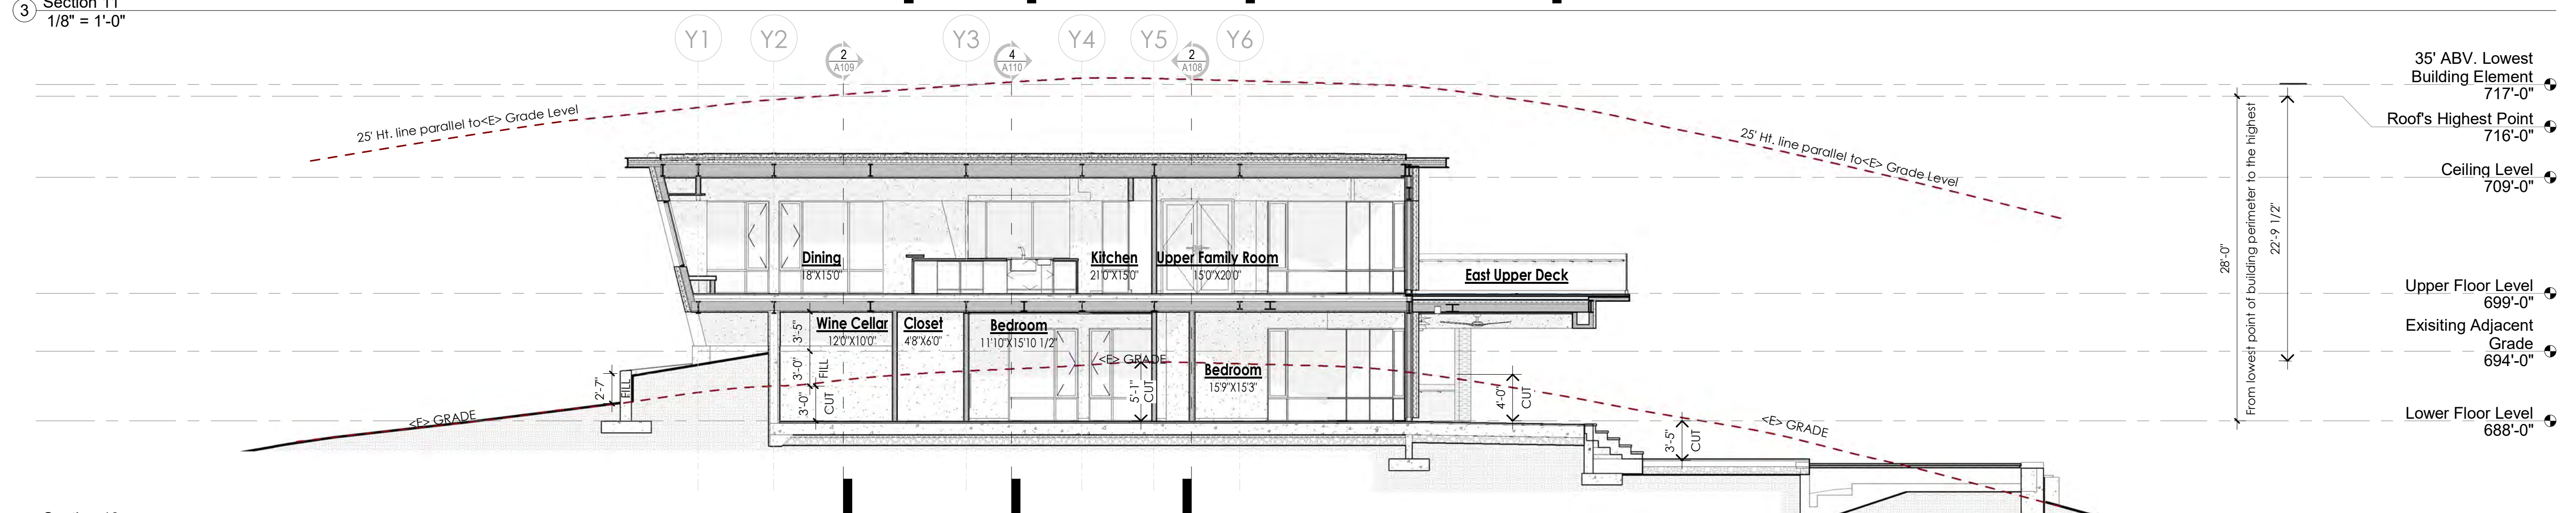 3 Section 11
1/8" = 1'-0"
Y1 Y2 Y3 Y4 Y5 Y6
2
A109
4
A110
2
A108
35' ABV. Lowest
Building Element
717'-0"
Roof's Highest Point
716'-0"
Ceiling Level
709'-0"
Upper Floor Level
699'-0"
Exisiting Adjacent
Grade
694'-0"
Lower Floor Level
688'-0"
25' Ht. line parallel to<E> Grade Level
25' Ht. line parallel to<E> Grade Level
28'-0"
From lowest point of building perimeter to the highest
22'-9 1/2"
Dining
18"X15'0"
Kitchen
21'0"X15'0"
Upper Family Room
15'0"X20'0"
East Upper Deck
Wine Cellar
12'0"X10'0"
Closet
4'8"X6'0"
Bedroom
11'10"X15'10 1/2"
Bedroom
15'9"X15'3"
3'-5"
3'-0"
FILL
3'-0"
CUT
2'-7"
FILL
<E> GRADE
<E> GRADE
5'-1"
CUT
4'-0"
CUT
3'-5"
CUT
<E> GRADE